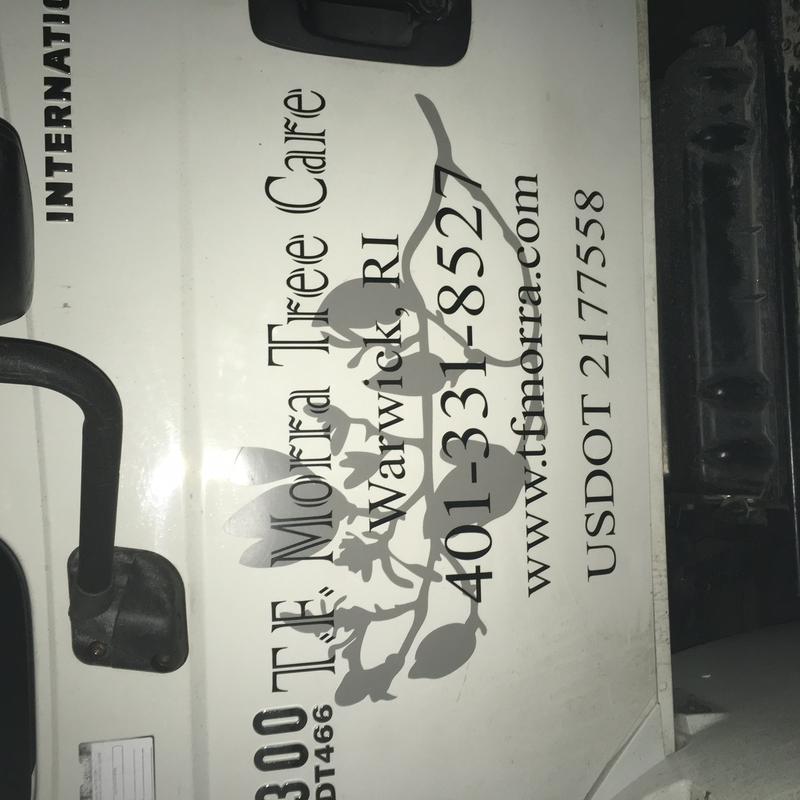 INTERNATIO
T.F. Morra Tree Care
Warwick, RI
401-331-8527
www.tfmorra.com
USDOT 2177558
300
DT466